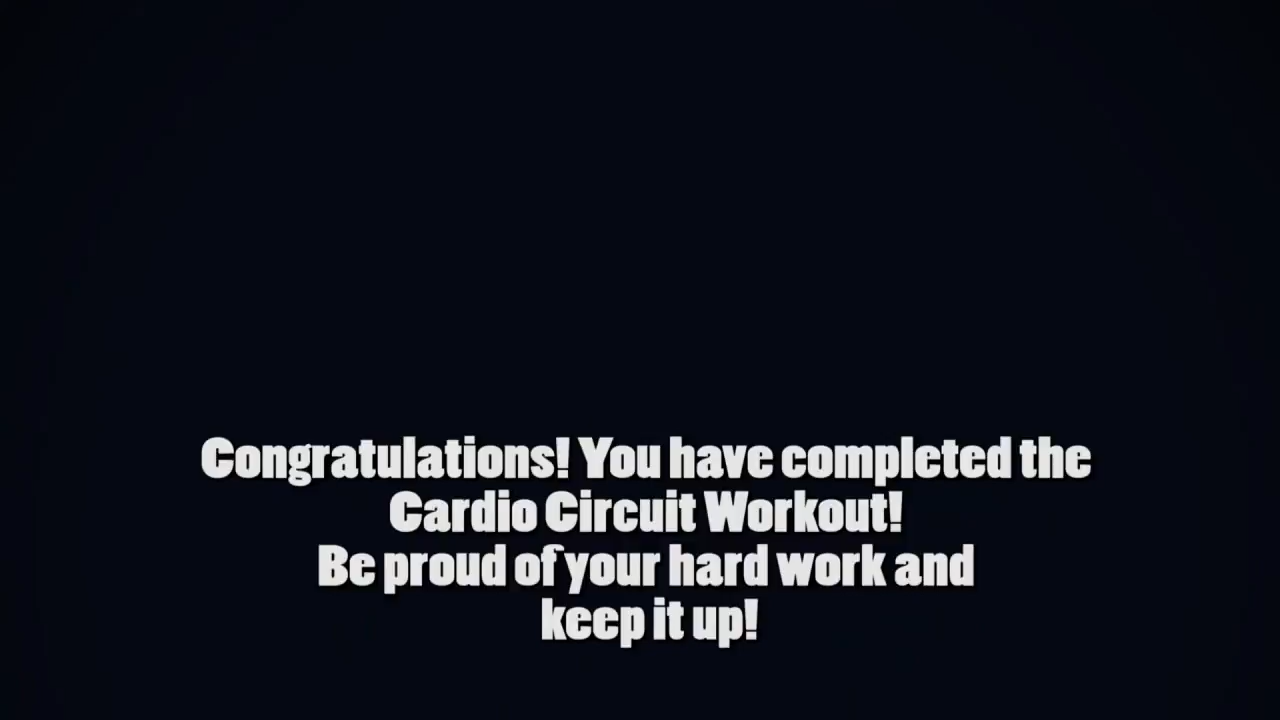 Congratulations! You have completed the
Cardio Circuit Workout!
Be proud of your hard work and
keep it up!